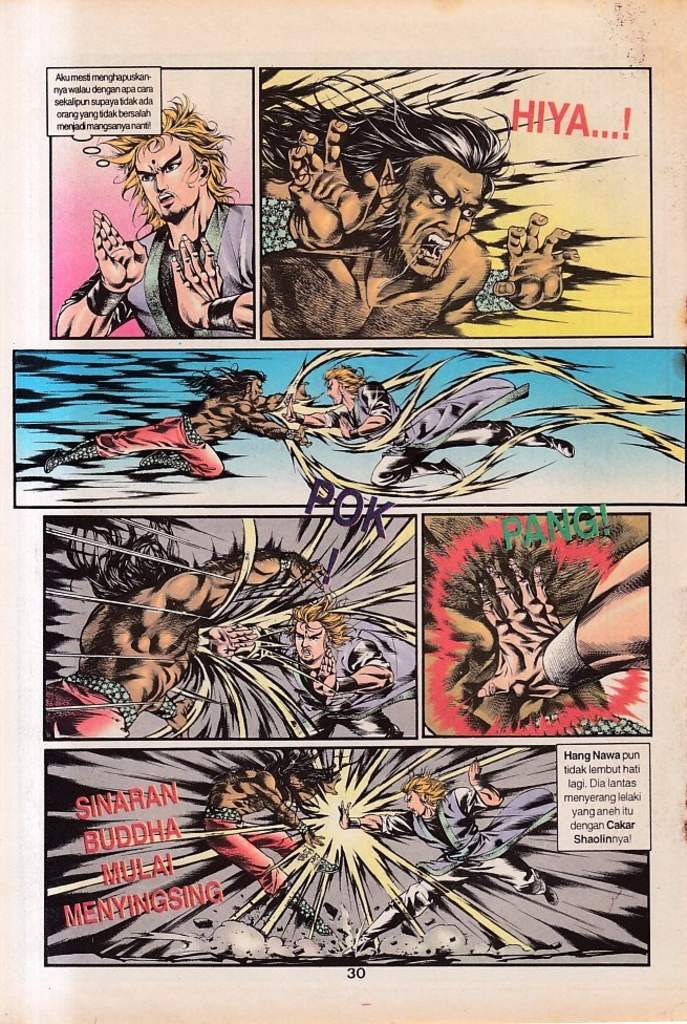 Aku mesti menghapuskan-
nya walau dengan apa cara
sekalipun supaya tidak ada
orang yang tidak bersalah
menjadi mangsanya nanti!
HIYA...!
POK
!
PANG!
Hang Nawa pun
tidak lembut hati
lagi. Dia lantas
menyerang lelaki
yang aneh itu
dengan Cakar
Shaolinnya!
SINARAN
BUDDHA
MULAI
MENYINGSING
30